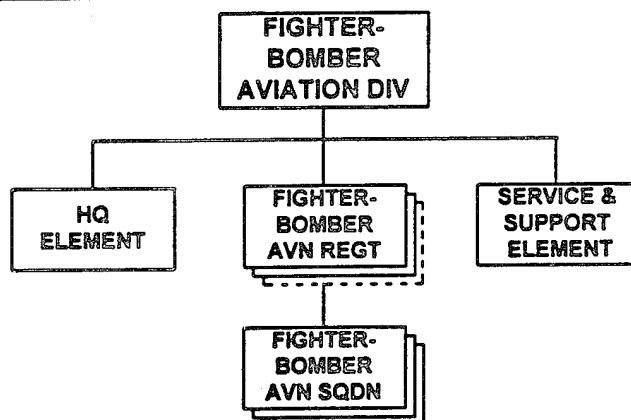 FIGHTER-
BOMBER
AVIATION DIV
HQ
ELEMENT
FIGHTER-
BOMBER
AVN REGT
SERVICE &
SUPPORT
ELEMENT
FIGHTER-
BOMBER
AVN SQDN